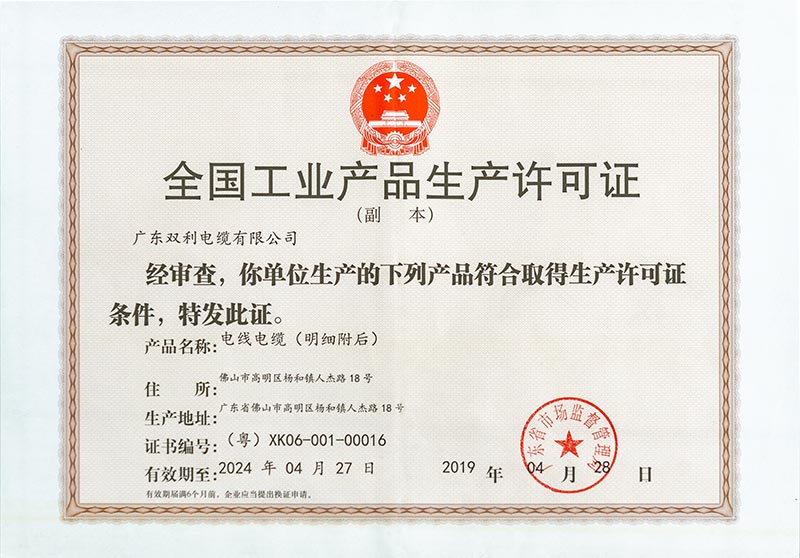 全国工业产品生产许可证
(副 本)
广东双利电缆有限公司
经审查，你单位生产的下列产品符合取得生产许可证
条件，特发此证。
产品名称:电线电缆（明细附后）
住 所:佛山市高明区杨和镇人杰路18号
生产地址:广东省佛山市高明区杨和镇人杰路18号
证书编号:（粤）XK06-001-00016
有效期至:2024 年 04 月 27 日
2019 年 04 月 28 日
广东省市场监督管理局
有效期届满6个月前，企业应当提出换证申请。